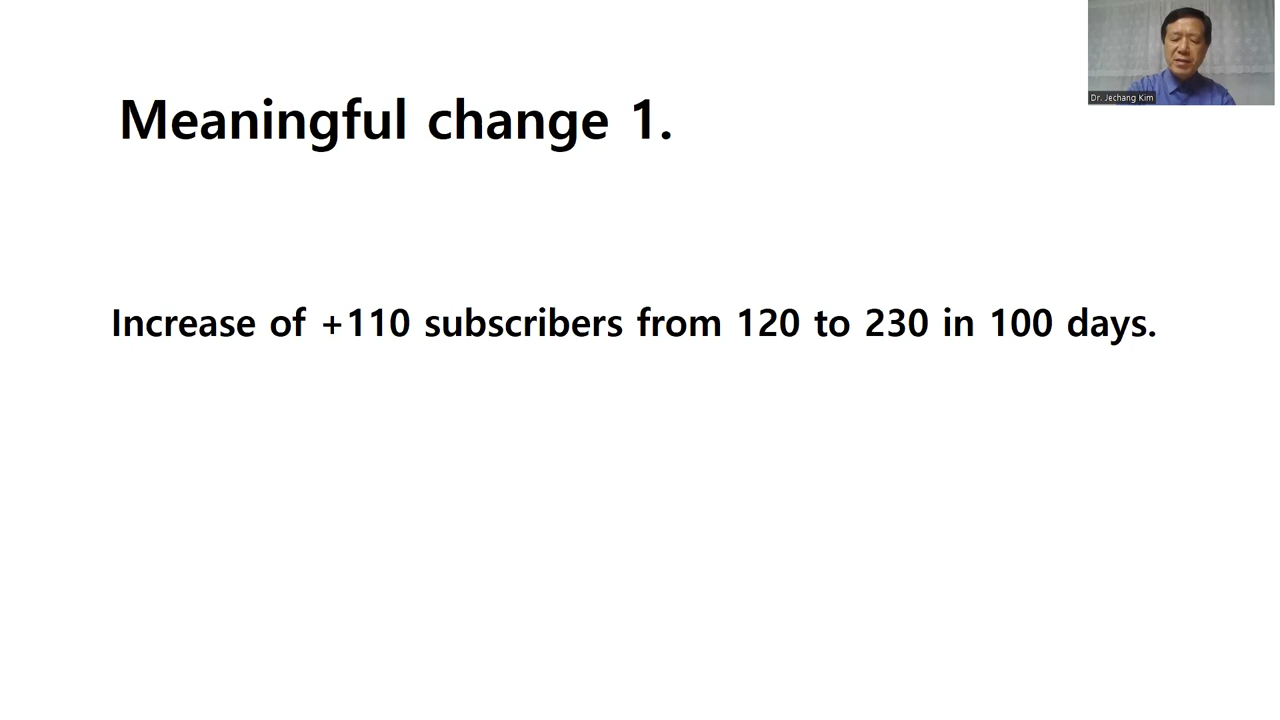 Meaningful change 1.
Increase of +110 subscribers from 120 to 230 in 100 days.
Dr. Jechang Kim